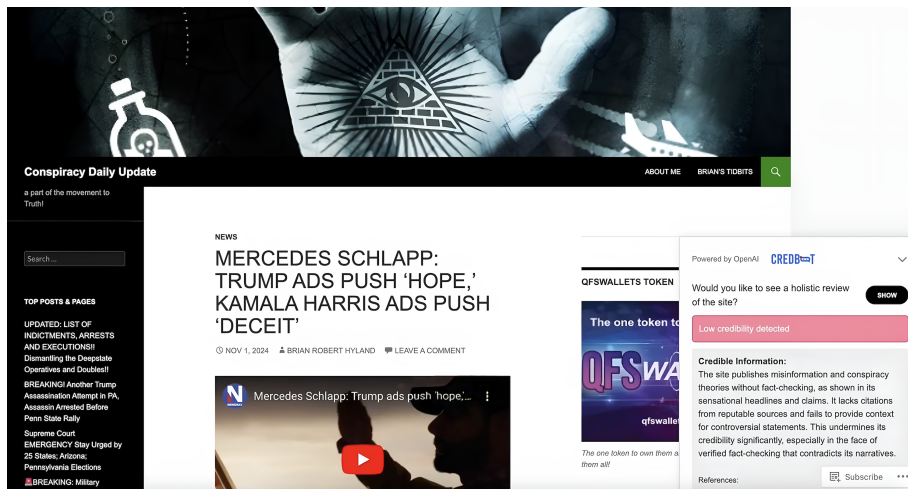 Conspiracy Daily Update
ABOUT ME
BRIAN'S TIDBITS
a part of the movement to
Truth!
Search ...
TOP POSTS & PAGES
UPDATED: LIST OF
INDICTMENTS, ARRESTS
AND EXECUTIONS!!
Dismantling the Deepstate
Operatives and Doubles!!
BREAKING! Another Trump
Assassination Attempt in PA,
Assassin Arrested Before
Penn State Rally
Supreme Court
EMERGENCY Stay Urged by
25 States; Arizona;
Pennsylvania Elections
🚨BREAKING: Military
NEWS
MERCEDES SCHLAPP:
TRUMP ADS PUSH ‘HOPE,’
KAMALA HARRIS ADS PUSH
‘DECEIT’
NOV 1, 2024
BRIAN ROBERT HYLAND
LEAVE A COMMENT
N
Mercedes Schlapp: Trump ads push 'hope,'...
QFSWALLETS TOKEN
The one token to
QFSWA
qfswallet
The one token to own them a
them all!
Powered by OpenAI
CREDBOT
Would you like to see a holistic review
of the site?
SHOW
Low credibility detected
Credible Information:
The site publishes misinformation and conspiracy
theories without fact-checking, as shown in its
sensational headlines and claims. It lacks citations
from reputable sources and fails to provide context
for controversial statements. This undermines its
credibility significantly, especially in the face of
verified fact-checking that contradicts its narratives.
References:
Subscribe